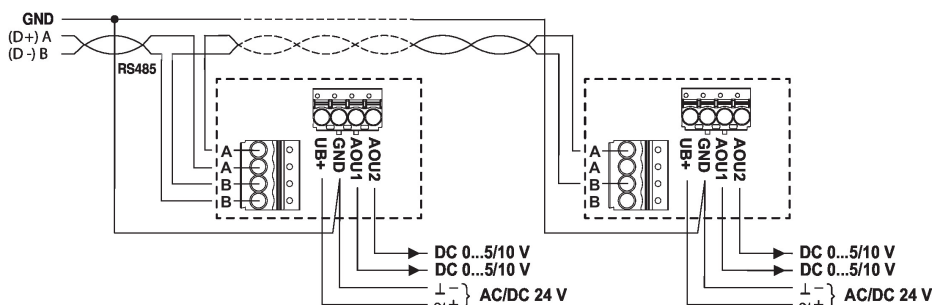 GND
(D+) A
(D -) B
RS485
UB+
GND
AOU1
AOU2
A
A
B
B
DC 0...5/10 V
DC 0...5/10 V
⊥ −
~/+
AC/DC 24 V
UB+
GND
AOU1
AOU2
A
A
B
B
DC 0...5/10 V
DC 0...5/10 V
⊥ −
~/+
AC/DC 24 V